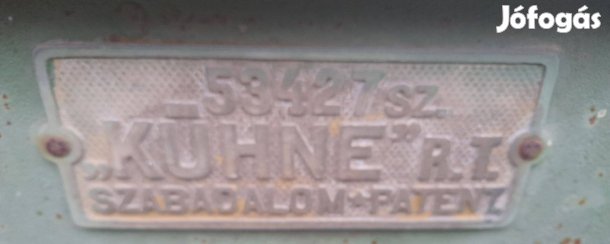 Jófogás
53427 SZ.
„KÜHNE” R.T.
SZABADALOM★PATENT